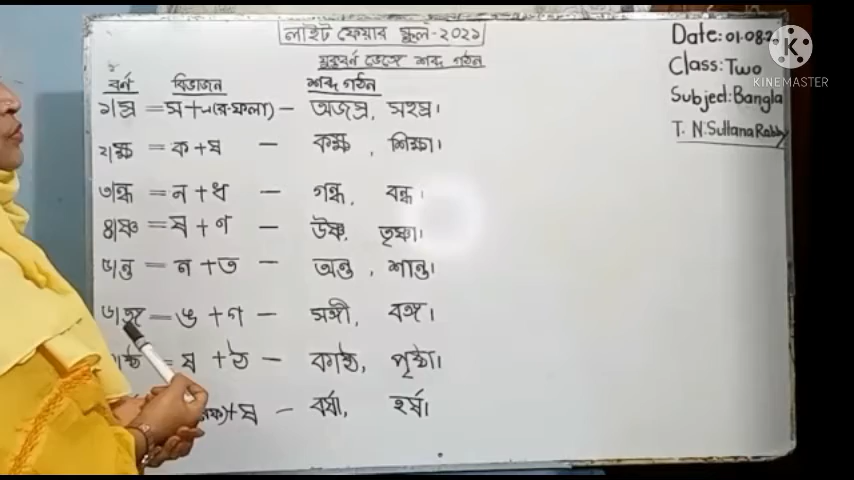 লাইট ফেয়ার স্কুল-২০২১
যুক্তবর্ন ভেঙ্গে শব্দ গঠন
Date: 01.08.2
Class: Two
Subject: Bangla
T. N. Sultana Rabby
KINEMASTER
বর্ন বিভাজন শব্দ গঠন
১) স্র = স + ্র (র-ফলা) – অজস্র, সহস্র।
২) ক্ষ = ক + ষ – কক্ষ, শিক্ষা।
৩) ন্ধ = ন + ধ – গন্ধ, বন্ধ।
৪) ষ্ণ = ষ + ণ – উষ্ণ, তৃষ্ণা।
৫) ন্ত = ন + ত – অন্ত, শান্ত।
৬) ঙ্গ = ঙ + গ – সঙ্গী, বঙ্গ।
ষ্ঠ = ষ + ঠ – কাষ্ঠ, পৃষ্ঠা।
+ ষ – বর্ষা, হর্ষ।